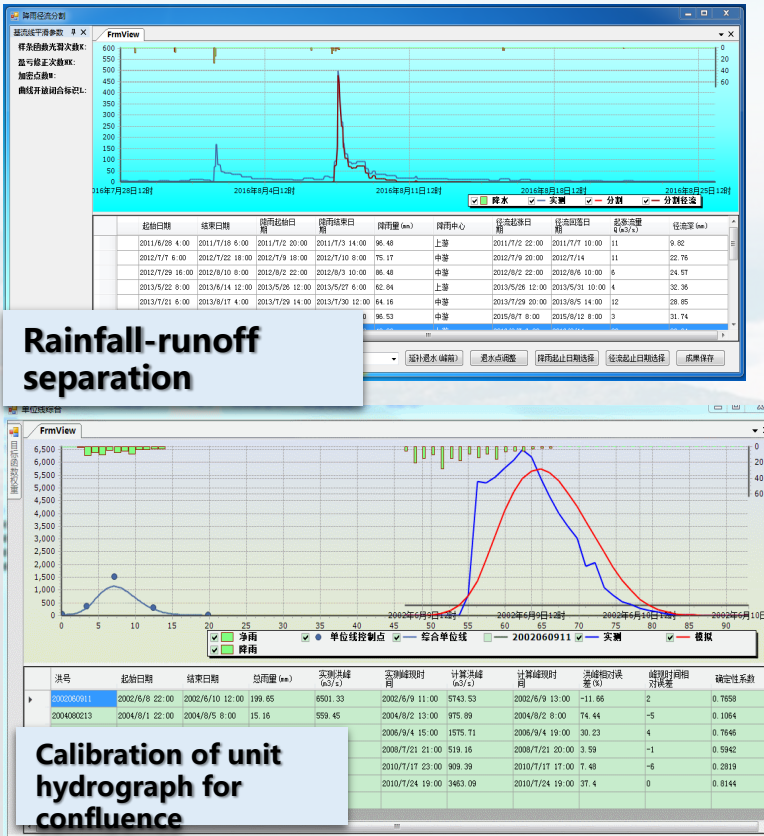 降雨径流分割
基流线平滑参数
FrmView
样条函数光滑次数K:
盈亏修正次数NK:
加密点数M:
曲线开放闭合标识L:
600
550
500
450
400
350
300
250
200
150
100
50
0
0
20
40
60
016年7月28日12时 2016年8月4日12时 2016年8月11日12时 2016年8月18日12时 2016年8月25日12时
降水 实测 分割 分割径流
起始日期 结束日期 降雨起始日期 降雨结束日期 降雨量(mm) 降雨中心 径流起涨日期 径流回落日期 起涨流量Q(m3/s) 径流深(mm)
2011/6/28 4:00 2011/7/18 6:00 2011/7/2 20:00 2011/7/3 14:00 96.48 上游 2011/7/2 22:00 2011/7/7 10:00 11 9.82
2012/7/7 6:00 2012/7/22 18:00 2012/7/9 18:00 2012/7/10 8:00 75.17 中游 2012/7/9 20:00 2012/7/14 11 22.76
2012/7/29 16:00 2012/8/10 8:00 2012/8/2 22:00 2012/8/3 10:00 86.48 中游 2012/8/2 22:00 2012/8/6 10:00 6 24.57
2013/5/22 8:00 2013/6/14 12:00 2013/5/26 12:00 2013/5/27 6:00 62.84 上游 2013/5/26 12:00 2013/5/31 10:00 4 32.36
2013/7/21 6:00 2013/8/17 4:00 2013/7/29 14:00 2013/7/30 12:00 64.16 中游 2013/7/29 20:00 2013/8/5 14:00 12 28.85
96.53 中游 2015/8/7 8:00 2015/8/12 8:00 3 31.74
Rainfall-runoff
separation
延补退水(峰前) 退水点调整 降雨起止日期选择 径流起止日期选择 成果保存
单位线综合
目标函数权重
FrmView
6,500
6,000
5,500
5,000
4,500
4,000
3,500
3,000
2,500
2,000
1,500
1,000
500
0
0
20
40
60
2002年6月9日12时 2002年6月10日12时 2002年6月10日
0 5 10 15 20 25 30 35 40 45 50 55 60 65 70 75 80 85 90
净雨 单位线控制点 综合单位线 2002060911 实测 模拟
降雨
洪号 起始日期 结束日期 总雨量(mm) 实测洪峰(m3/s) 实测峰现时间 计算洪峰(m3/s) 计算峰现时间 洪峰相对误差(%) 峰现时间相对误差 确定性系数
2002060911 2002/6/8 22:00 2002/6/10 12:00 199.65 6501.33 2002/6/9 11:00 5743.53 2002/6/9 13:00 -11.66 2 0.7658
2004080213 2004/8/1 22:00 2004/8/5 8:00 15.16 559.45 2004/8/2 13:00 975.89 2004/8/2 8:00 74.44 -5 0.1064
2006/9/4 15:00 1575.71 2006/9/4 19:00 30.23 4 0.7646
2008/7/21 21:00 519.16 2008/7/21 20:00 3.59 -1 0.5942
2010/7/17 23:00 909.39 2010/7/17 17:00 7.48 -6 0.2819
2010/7/24 19:00 3463.09 2010/7/24 19:00 37.4 0 0.8144
Calibration of unit
hydrograph for
confluence